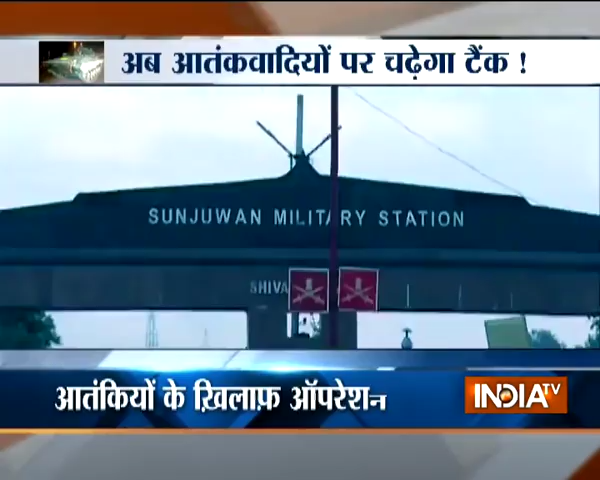 अब आतंकवादियों पर चढ़ेगा टैंक !
SUNJUWAN MILITARY STATION
SHIVA
आतंकियों के ख़िलाफ़ ऑपरेशन
INDIA TV